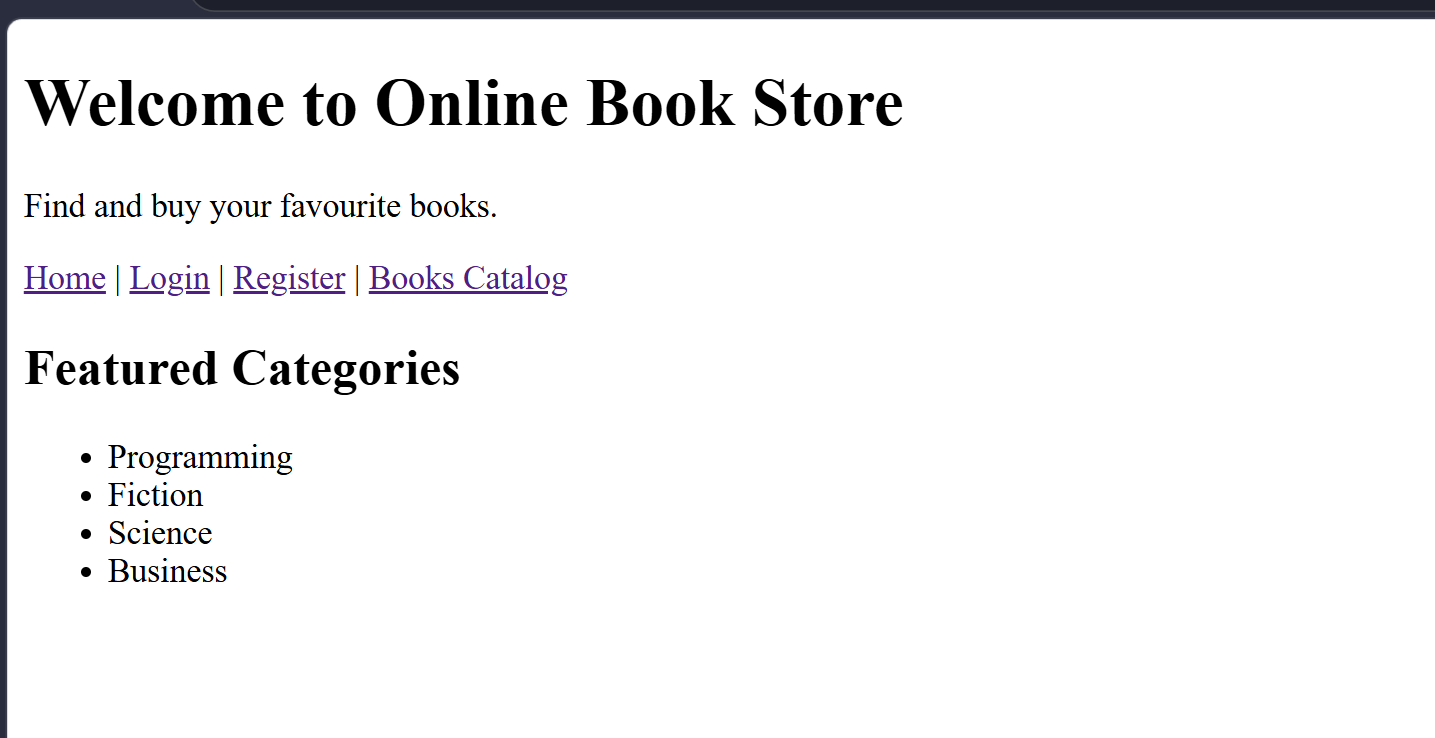 Welcome to Online Book Store
Find and buy your favourite books.
Home | Login | Register | Books Catalog
Featured Categories
• Programming
• Fiction
• Science
• Business